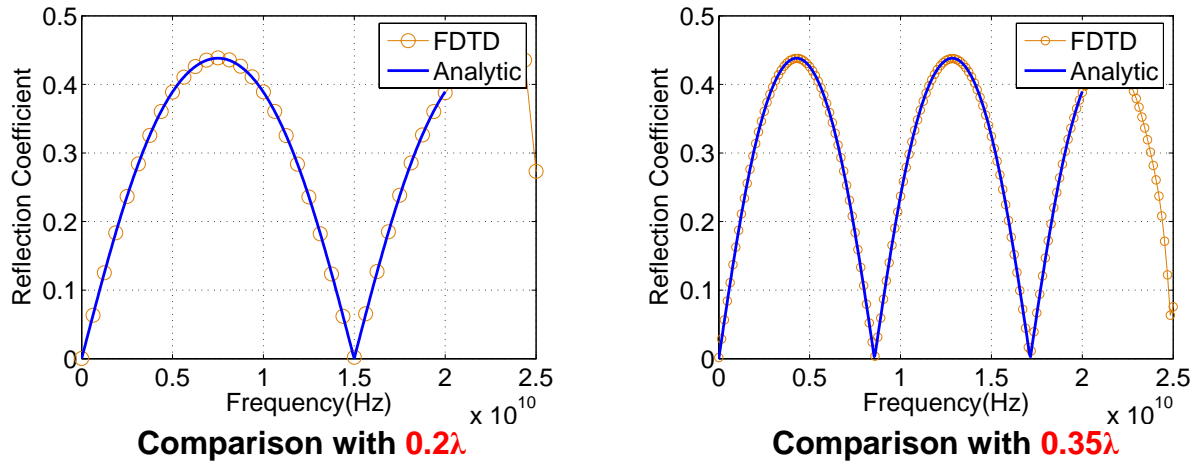 0.5
0.4
0.3
0.2
0.1
0
Reflection Coefficient
FDTD
Analytic
0 0.5 1 1.5 2 2.5
Frequency(Hz)
x 10^10
Comparison with 0.2λ
0.5
0.4
0.3
0.2
0.1
0
Reflection Coefficient
FDTD
Analytic
0 0.5 1 1.5 2 2.5
Frequency(Hz)
x 10^10
Comparison with 0.35λ